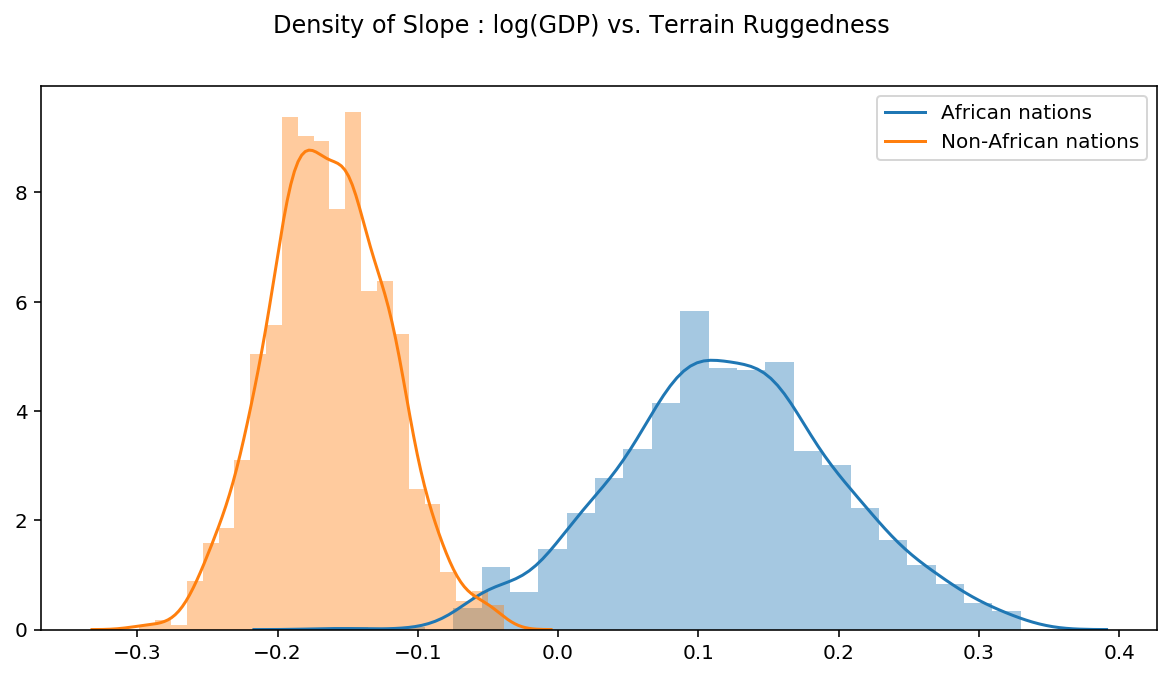 Density of Slope : log(GDP) vs. Terrain Ruggedness
African nations
Non-African nations
8
6
4
2
0
−0.3 −0.2 −0.1 0.0 0.1 0.2 0.3 0.4